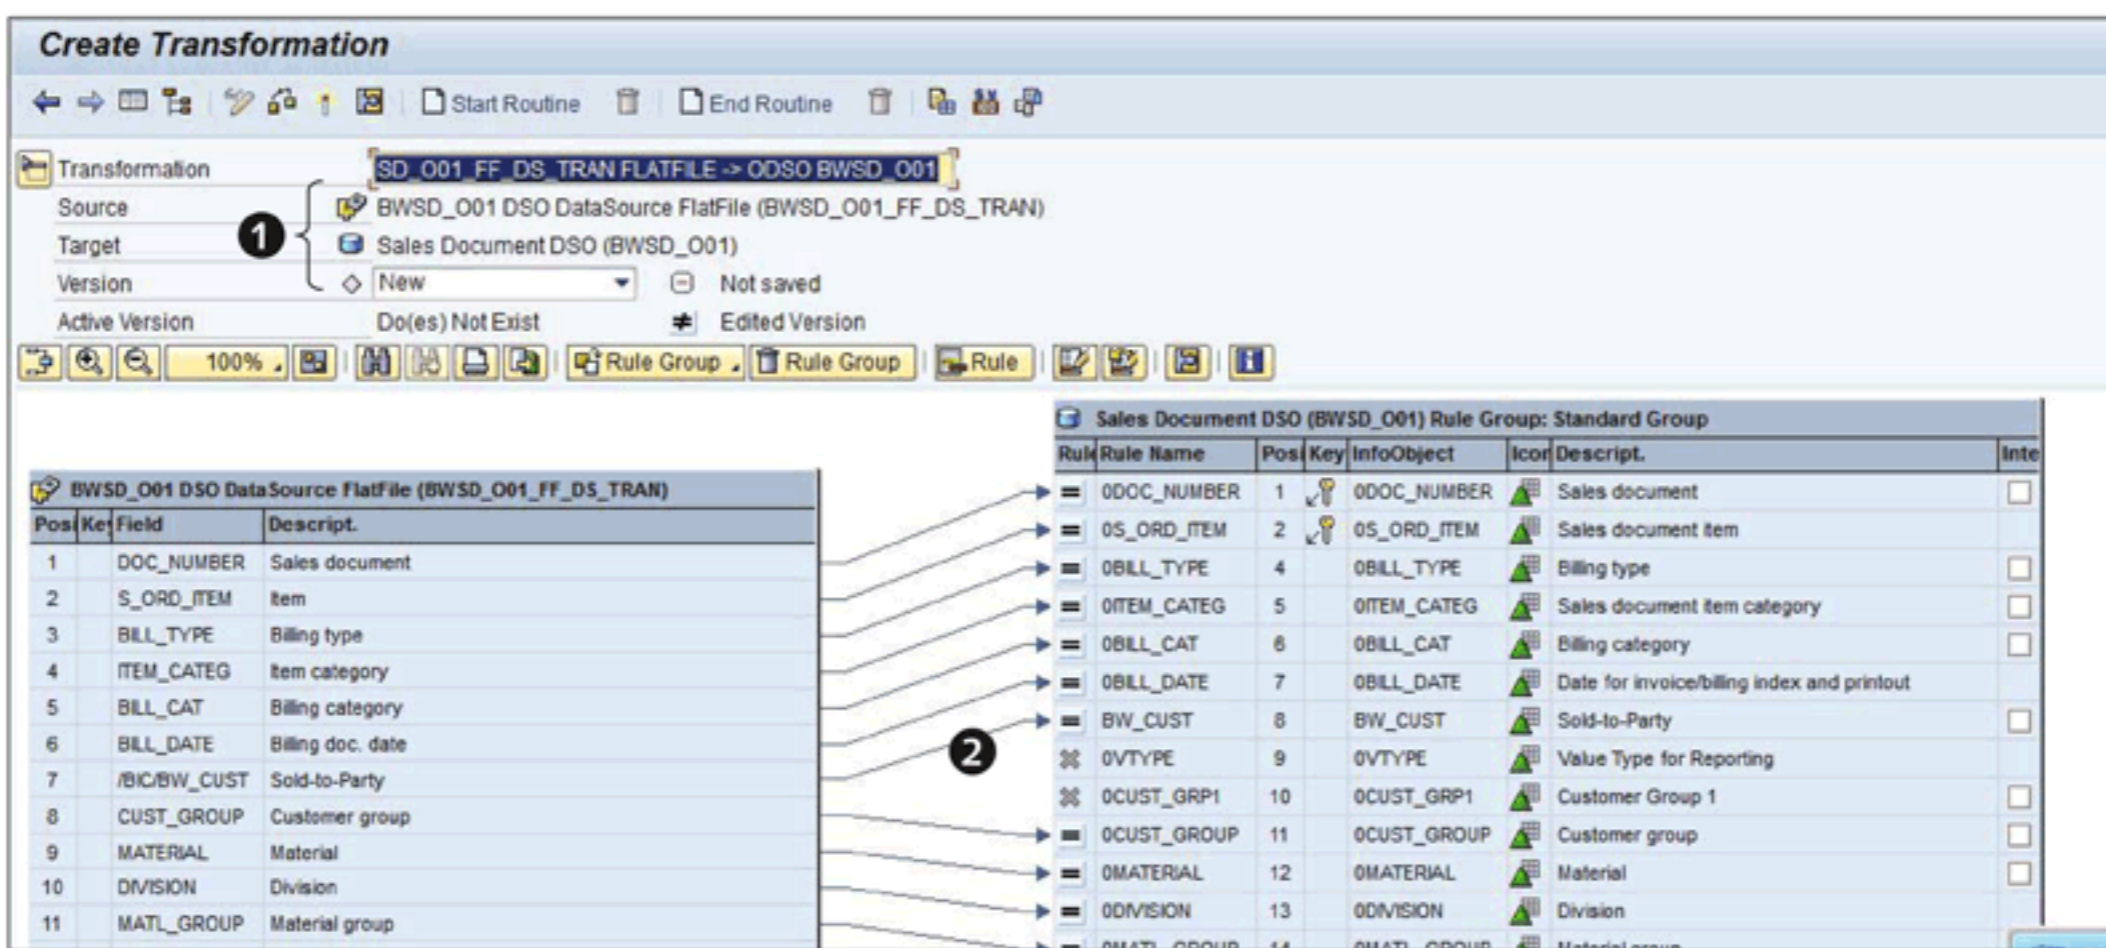 Create Transformation
Start Routine End Routine
Transformation SD_O01_FF_DS_TRAN FLATFILE -> ODSO BWSD_O01
Source BWSD_O01 DSO DataSource FlatFile (BWSD_O01_FF_DS_TRAN)
1
Target Sales Document DSO (BWSD_O01)
Version New Not saved
Active Version Do(es) Not Exist Edited Version
100% Rule Group Rule Group Rule
BWSD_O01 DSO DataSource FlatFile (BWSD_O01_FF_DS_TRAN)
Posi Key Field Descript.
1 DOC_NUMBER Sales document
2 S_ORD_ITEM Item
3 BILL_TYPE Billing type
4 ITEM_CATEG Item category
5 BILL_CAT Billing category
6 BILL_DATE Billing doc. date
7 /BIC/BW_CUST Sold-to-Party
8 CUST_GROUP Customer group
9 MATERIAL Material
10 DIVISION Division
11 MATL_GROUP Material group
2
Sales Document DSO (BWSD_O01) Rule Group: Standard Group
Rule Rule Name Posi Key InfoObject Icon Descript. Inte
0DOC_NUMBER 1 0DOC_NUMBER Sales document
0S_ORD_ITEM 2 0S_ORD_ITEM Sales document item
0BILL_TYPE 4 0BILL_TYPE Billing type
0ITEM_CATEG 5 0ITEM_CATEG Sales document item category
0BILL_CAT 6 0BILL_CAT Billing category
0BILL_DATE 7 0BILL_DATE Date for invoice/billing index and printout
BW_CUST 8 BW_CUST Sold-to-Party
0VTYPE 9 0VTYPE Value Type for Reporting
0CUST_GRP1 10 0CUST_GRP1 Customer Group 1
0CUST_GROUP 11 0CUST_GROUP Customer group
0MATERIAL 12 0MATERIAL Material
0DIVISION 13 0DIVISION Division
0MATL_GROUP 14 0MATL_GROUP Material group